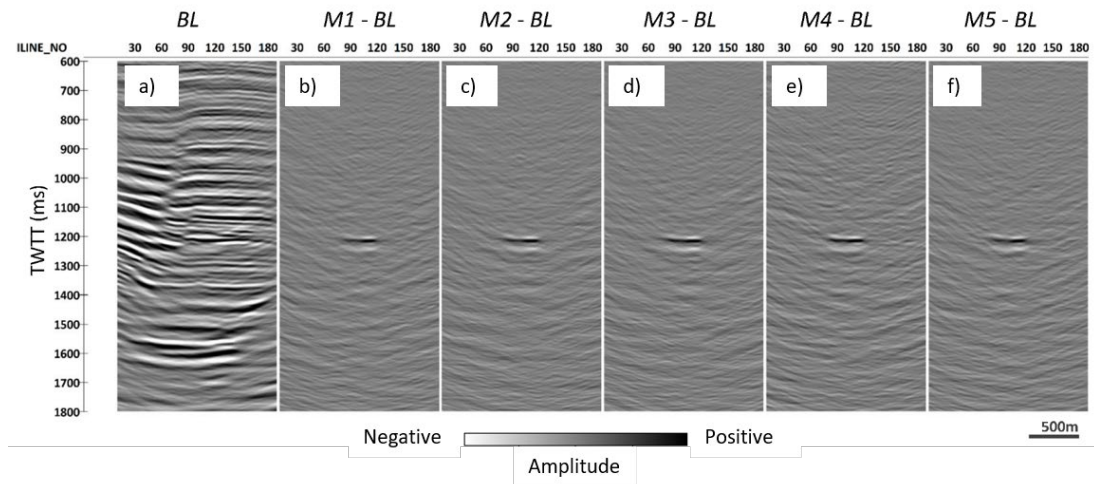 BL M1 - BL M2 - BL M3 - BL M4 - BL M5 - BL
ILINE_NO 30 60 90 120 150 180 30 60 90 120 150 180 30 60 90 120 150 180 30 60 90 120 150 180 30 60 90 120 150 180 30 60 90 120 150 180
a) b) c) d) e) f)
TWTT (ms)
600
700
800
900
1000
1100
1200
1300
1400
1500
1600
1700
1800
500m
Negative Positive
Amplitude